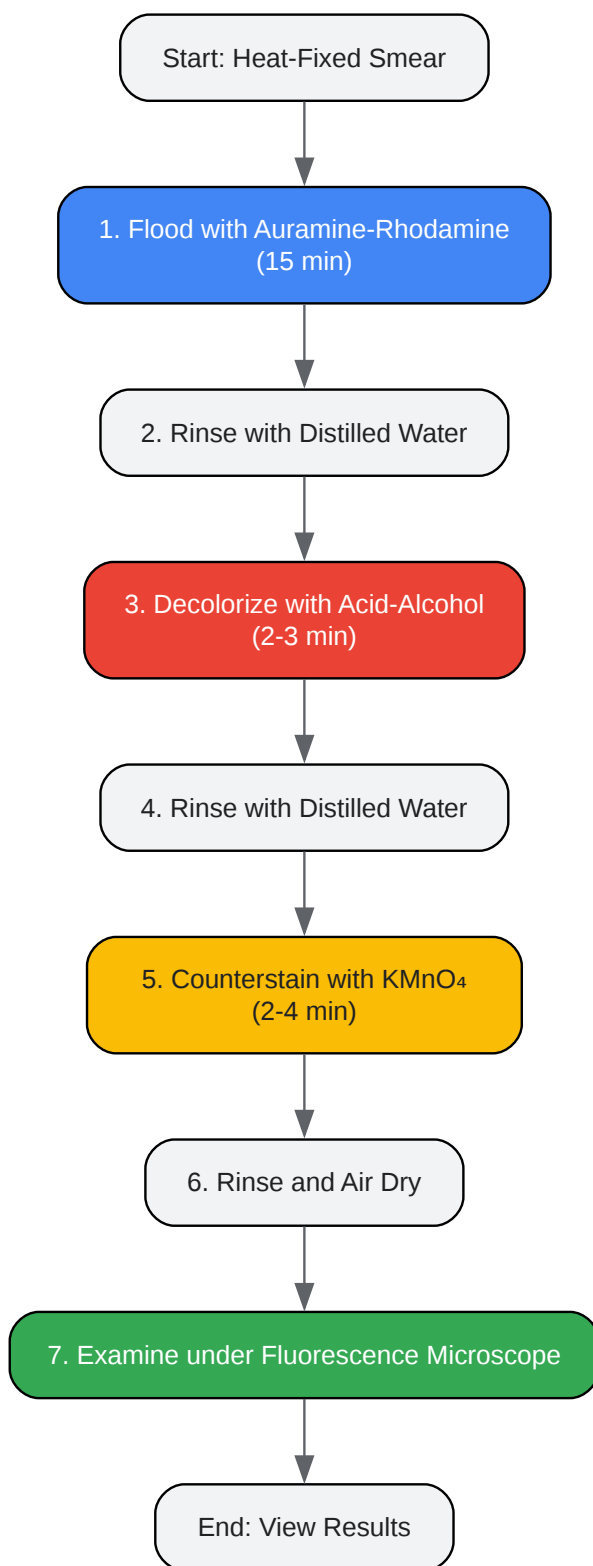 Start: Heat-Fixed Smear
1. Flood with Auramine-Rhodamine
(15 min)
2. Rinse with Distilled Water
3. Decolorize with Acid-Alcohol
(2-3 min)
4. Rinse with Distilled Water
5. Counterstain with KMnO₄
(2-4 min)
6. Rinse and Air Dry
7. Examine under Fluorescence Microscope
End: View Results